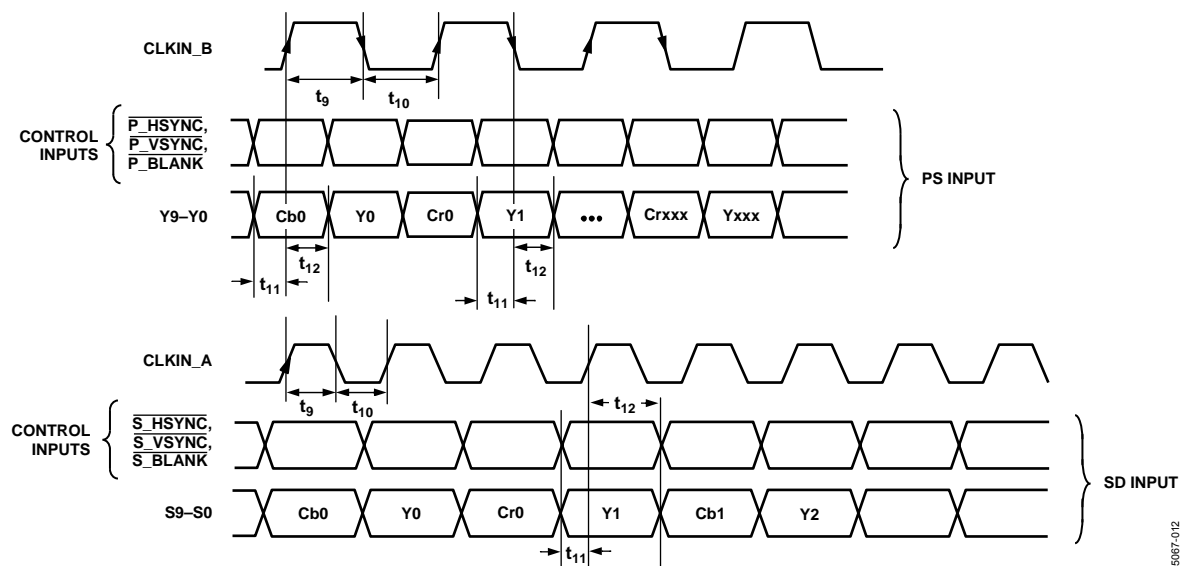 CLKIN_B
t9
t10
CONTROL
INPUTS
P_HSYNC,
P_VSYNC,
P_BLANK
PS INPUT
Y9–Y0
Cb0
Y0
Cr0
Y1
•••
Crxxx
Yxxx
t12
t12
t11
t11
CLKIN_A
t9
t10
t12
CONTROL
INPUTS
S_HSYNC,
S_VSYNC,
S_BLANK
SD INPUT
S9–S0
Cb0
Y0
Cr0
Y1
Cb1
Y2
t11
5067-012